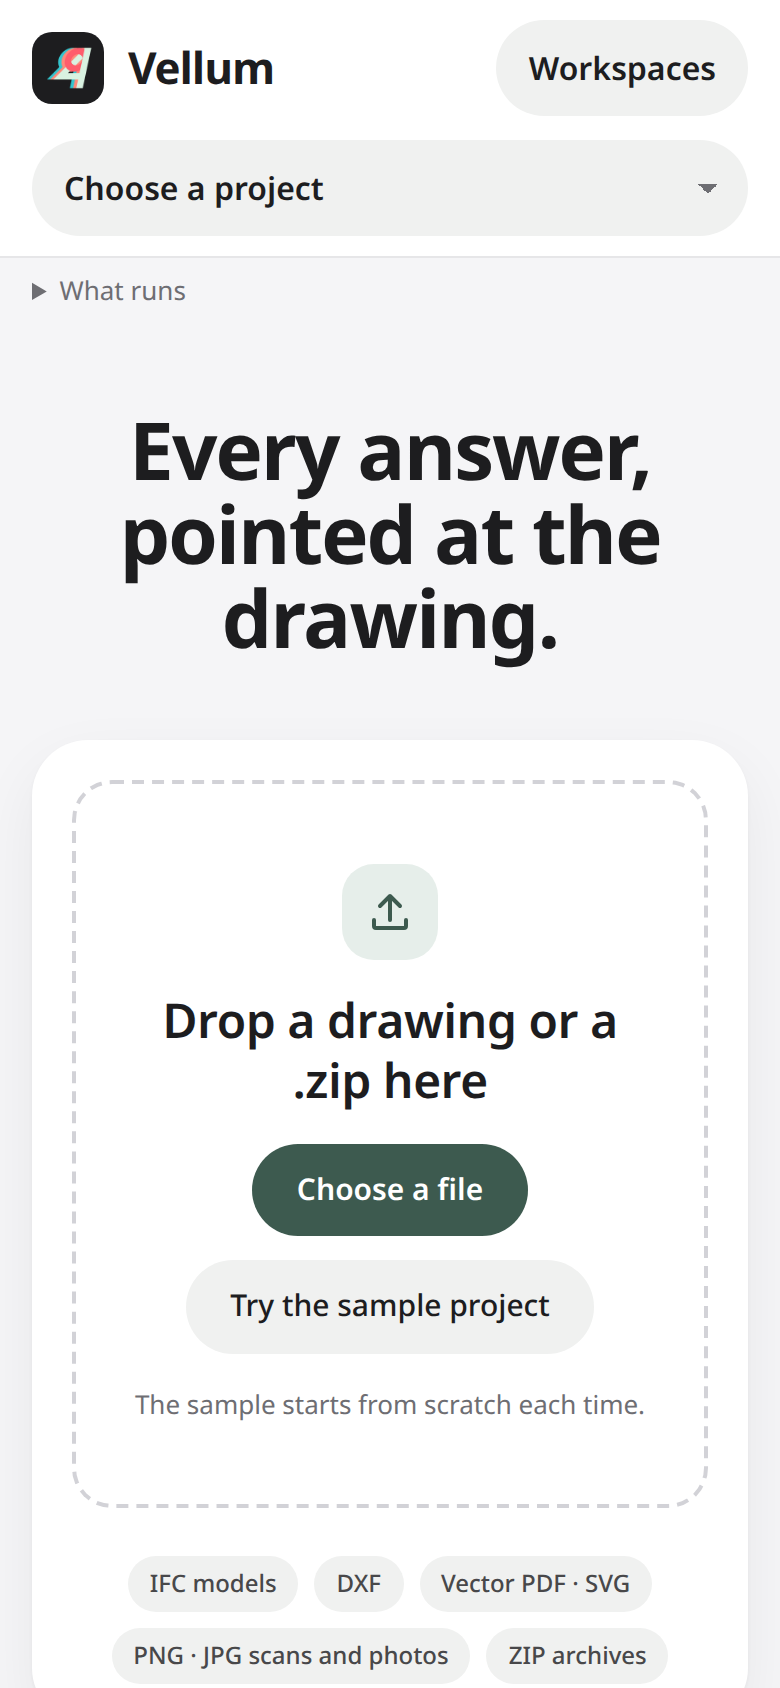 Vellum
Workspaces
Choose a project
What runs
Every answer,
pointed at the
drawing.
Drop a drawing or a
.zip here
Choose a file
Try the sample project
The sample starts from scratch each time.
IFC models
DXF
Vector PDF · SVG
PNG · JPG scans and photos
ZIP archives